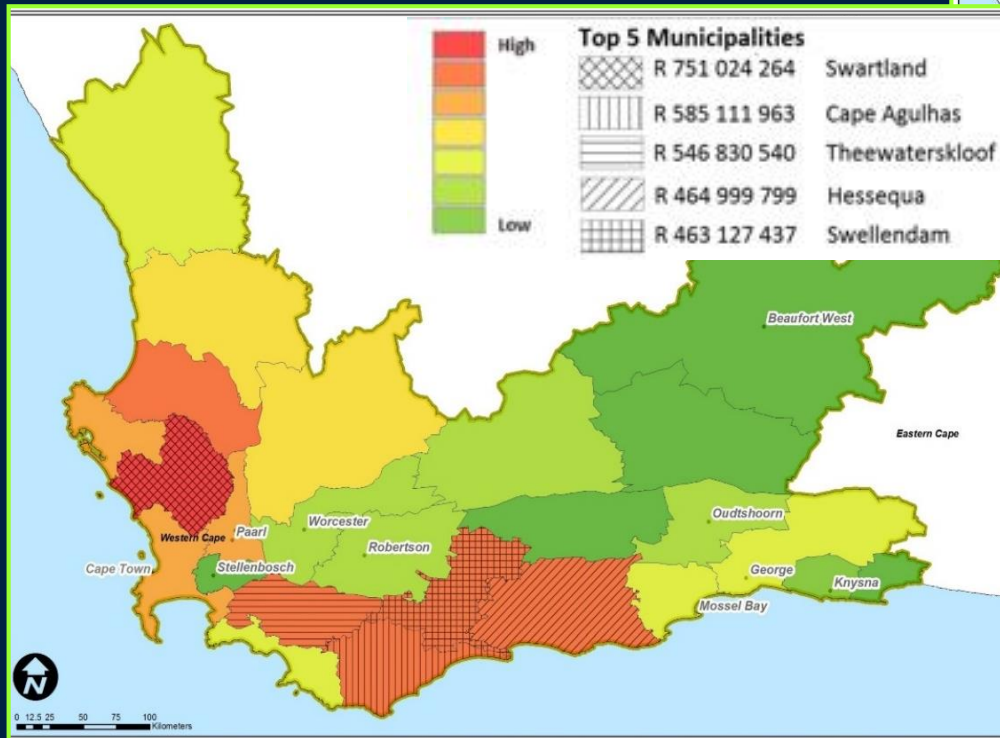 High
Low
Top 5 Municipalities
R 751 024 264 Swartland
R 585 111 963 Cape Agulhas
R 546 830 540 Theewaterskloof
R 464 999 799 Hessequa
R 463 127 437 Swellendam
Beaufort West
Eastern Cape
Oudtshoorn
Worcester
Paarl
Western Cape
Robertson
Cape Town
Stellenbosch
George
Knysna
Mossel Bay
N
0 12.5 25 50 75 100
Kilometers